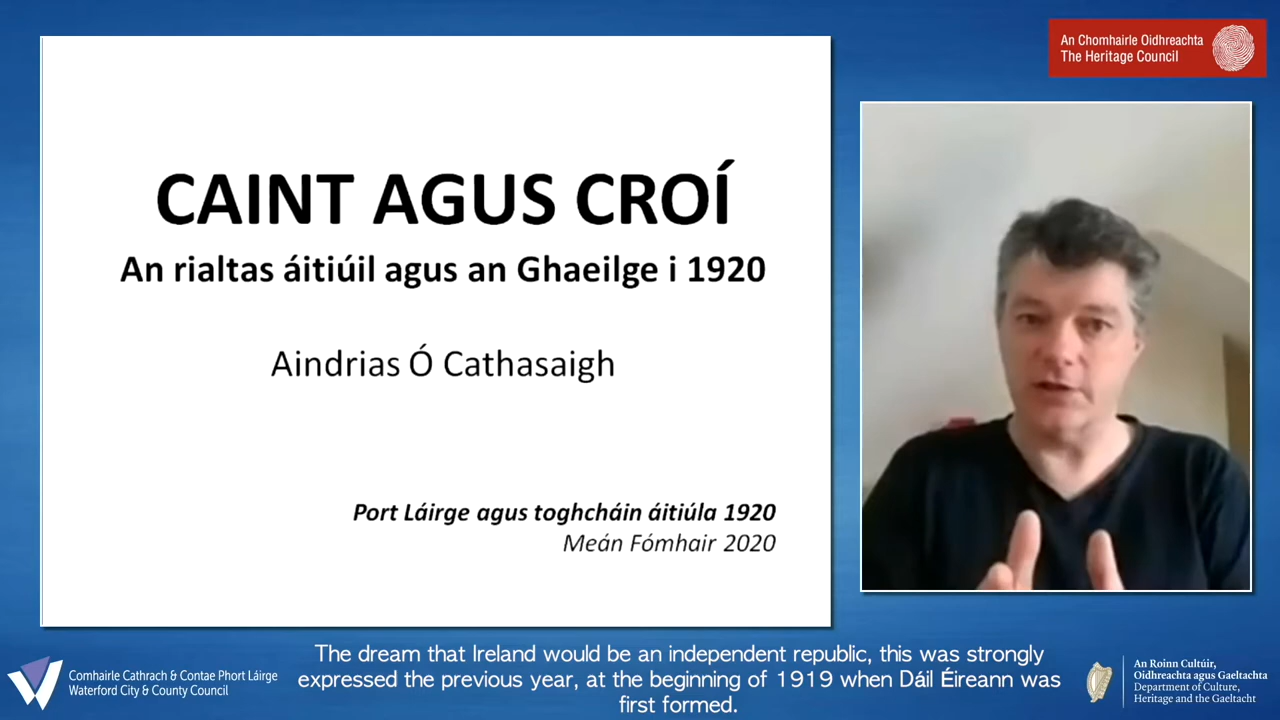 An Chomhairle Oidhreachta
The Heritage Council
CAINT AGUS CROÍ
An rialtas áitiúil agus an Ghaeilge i 1920
Aindrias Ó Cathasaigh
Port Láirge agus toghcháin áitiúla 1920
Meán Fómhair 2020
The dream that Ireland would be an independent republic, this was strongly
expressed the previous year, at the beginning of 1919 when Dáil Éireann was
first formed.
Comhairle Cathrach & Contae Phort Láirge
Waterford City & County Council
An Roinn Cultúir,
Oidhreachta agus Gaeltachta
Department of Culture,
Heritage and the Gaeltacht